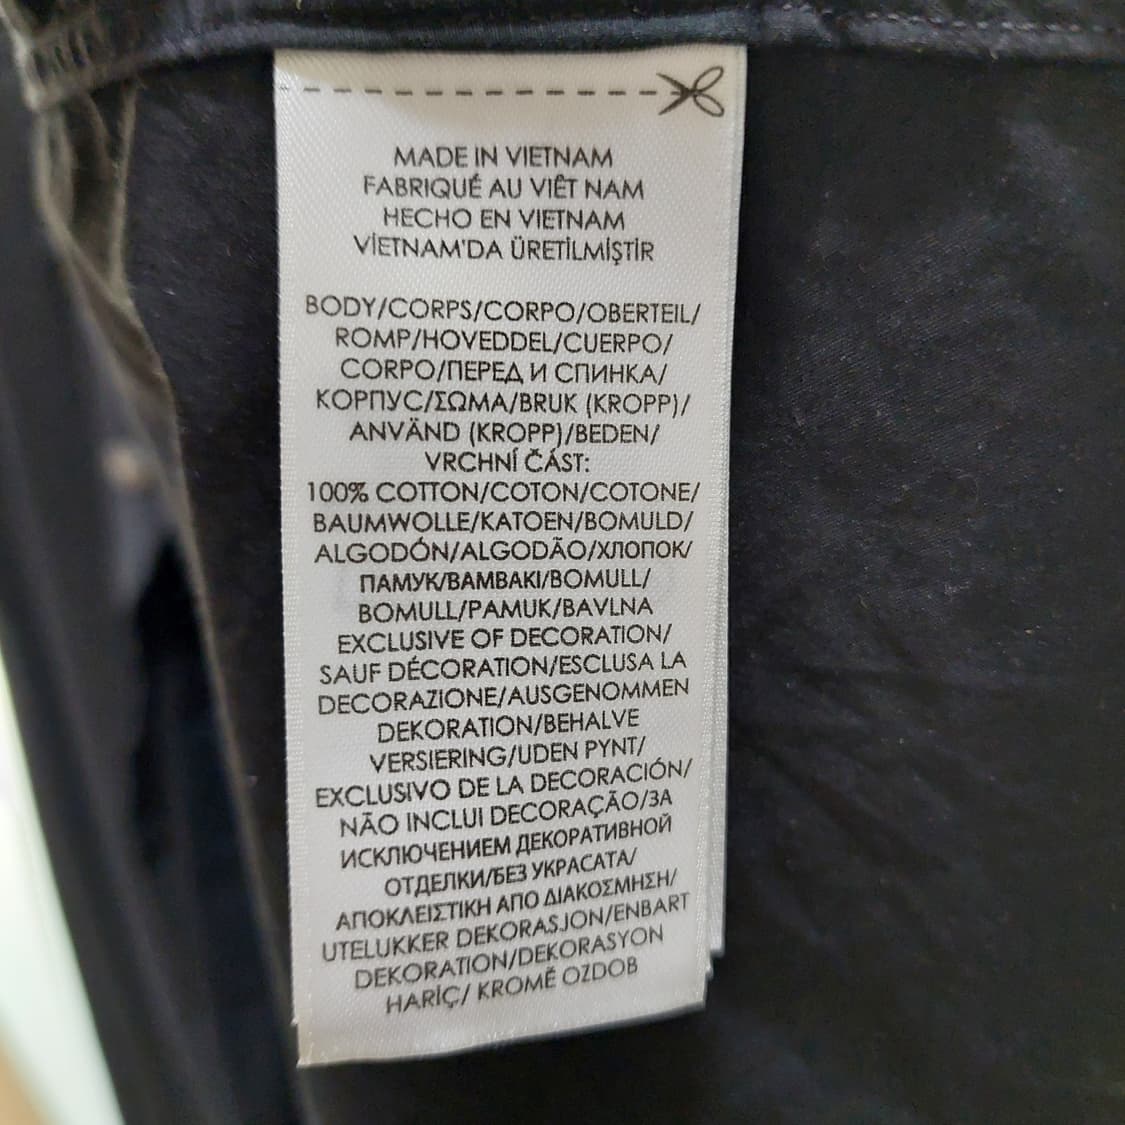 MADE IN VIETNAM
FABRIQUÉ AU VIÊT NAM
HECHO EN VIETNAM
VİETNAM'DA ÜRETİLMİŞTİR
BODY/CORPS/CORPO/OBERTEIL/
ROMP/HOVEDDEL/CUERPO/
CORPO/ПЕРЕД И СПИНКА/
КОРПУС/ΣΩΜΑ/BRUK (KROPP)/
ANVÄND (KROPP)/BEDEN/
VRCHNÍ ČÁST:
100% COTTON/COTON/COTONE/
BAUMWOLLE/KATOEN/BOMULD/
ALGODÓN/ALGODÃO/ХЛОПОК/
ПАМУК/ΒΑΜΒΑΚΙ/BOMULL/
BOMULL/PAMUK/BAVLNA
EXCLUSIVE OF DECORATION/
SAUF DÉCORATION/ESCLUSA LA
DECORAZIONE/AUSGENOMMEN
DEKORATION/BEHALVE
VERSIERING/UDEN PYNT/
EXCLUSIVO DE LA DECORACIÓN/
NÃO INCLUI DECORAÇÃO/ЗА
ИСКЛЮЧЕНИЕМ ДЕКОРАТИВНОЙ
ОТДЕЛКИ/БЕЗ УКРАСАТА/
ΑΠΟΚΛΕΙΣΤΙΚΗ ΑΠΟ ΔΙΑΚΟΣΜΗΣΗ/
UTELUKKER DEKORASJON/ENBART
DEKORATION/DEKORASYON
HARİÇ/ KROMĚ OZDOB